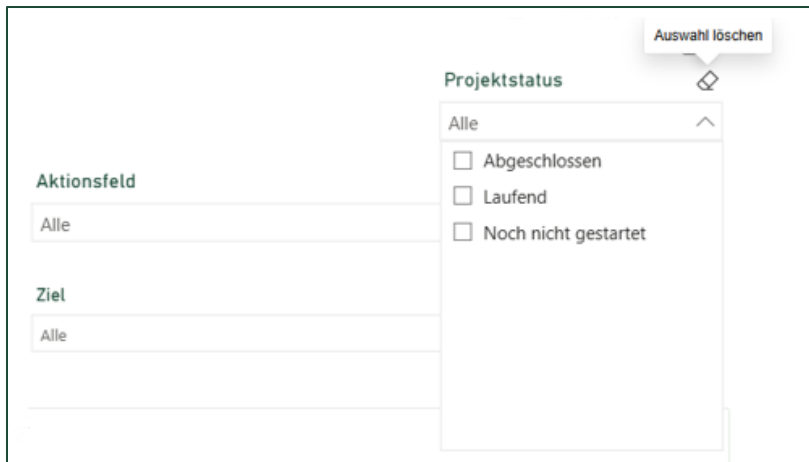 Auswahl löschen
Projektstatus
Alle
Abgeschlossen
Laufend
Noch nicht gestartet
Aktionsfeld
Alle
Ziel
Alle